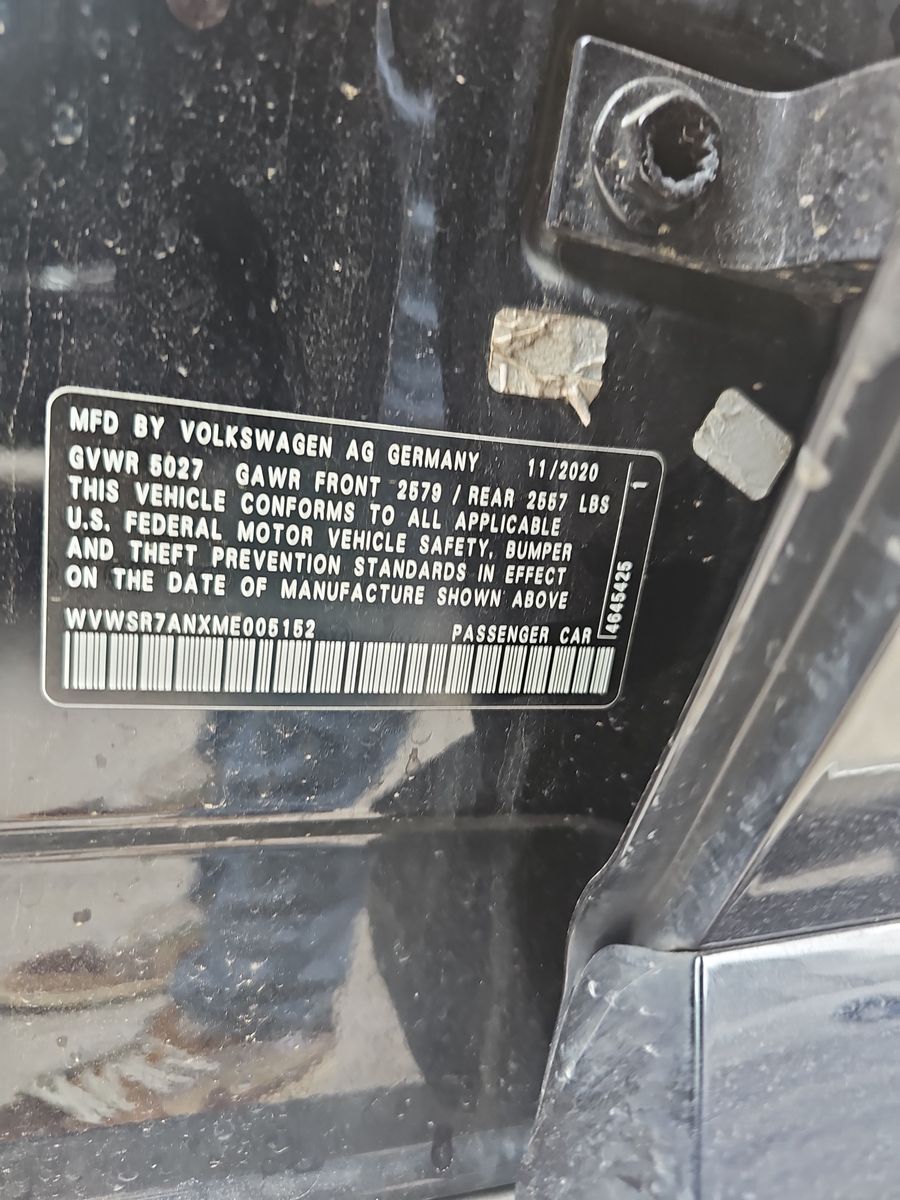 MFD BY VOLKSWAGEN AG GERMANY 11/2020
GVWR 5027 GAWR FRONT 2579 / REAR 2557 LBS
THIS VEHICLE CONFORMS TO ALL APPLICABLE
U.S. FEDERAL MOTOR VEHICLE SAFETY, BUMPER
AND THEFT PREVENTION STANDARDS IN EFFECT
ON THE DATE OF MANUFACTURE SHOWN ABOVE
WVWSR7ANXME005152 PASSENGER CAR
4645425 1